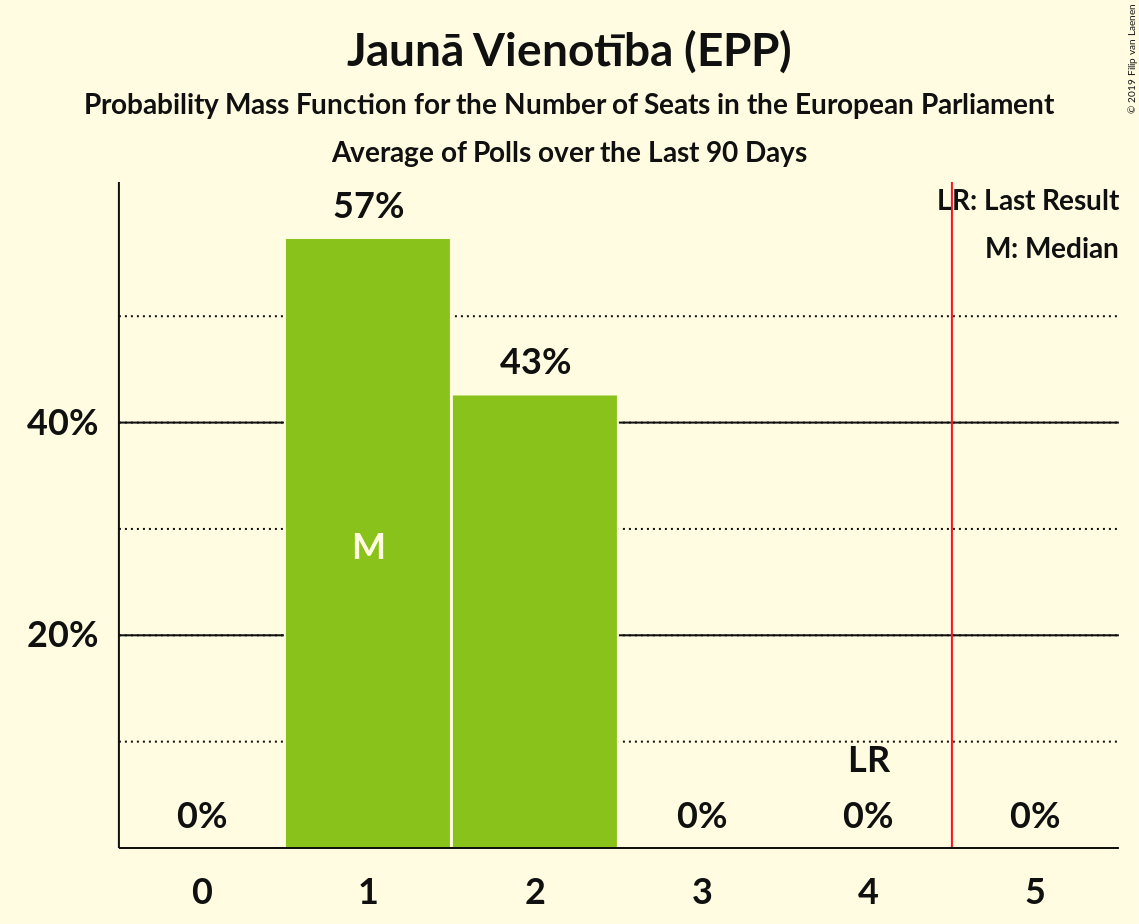 Jaunā Vienotība (EPP)
Probability Mass Function for the Number of Seats in the European Parliament
Average of Polls over the Last 90 Days
© 2019 Filip van Laenen
LR: Last Result
M: Median
57%
43%
40%
20%
M
LR
0%
0%
0%
0%
0
1
2
3
4
5